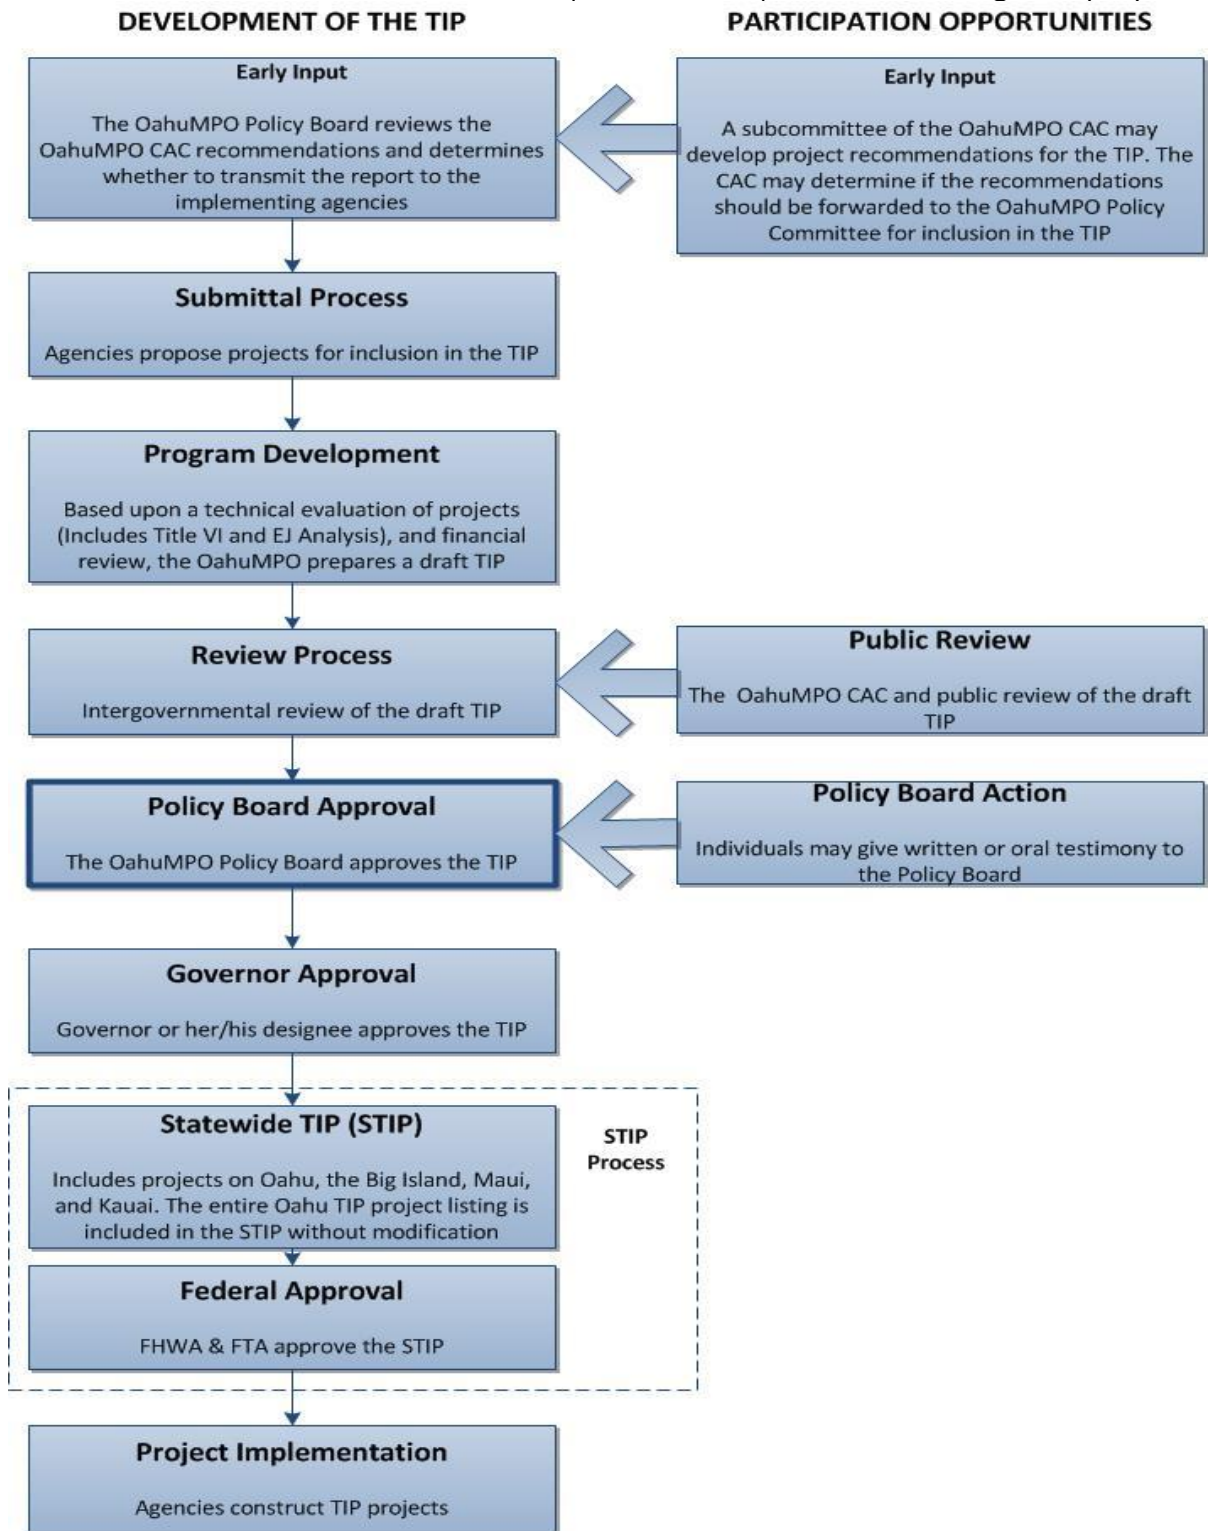 DEVELOPMENT OF THE TIP
PARTICIPATION OPPORTUNITIES
Early Input
The OahuMPO Policy Board reviews the
OahuMPO CAC recommendations and determines
whether to transmit the report to the
implementing agencies
Early Input
A subcommittee of the OahuMPO CAC may
develop project recommendations for the TIP. The
CAC may determine if the recommendations
should be forwarded to the OahuMPO Policy
Committee for inclusion in the TIP
Submittal Process
Agencies propose projects for inclusion in the TIP
Program Development
Based upon a technical evaluation of projects
(Includes Title VI and EJ Analysis), and financial
review, the OahuMPO prepares a draft TIP
Review Process
Intergovernmental review of the draft TIP
Public Review
The OahuMPO CAC and public review of the draft
TIP
Policy Board Approval
The OahuMPO Policy Board approves the TIP
Policy Board Action
Individuals may give written or oral testimony to
the Policy Board
Governor Approval
Governor or her/his designee approves the TIP
Statewide TIP (STIP)
Includes projects on Oahu, the Big Island, Maui,
and Kauai. The entire Oahu TIP project listing is
included in the STIP without modification
STIP
Process
Federal Approval
FHWA & FTA approve the STIP
Project Implementation
Agencies construct TIP projects